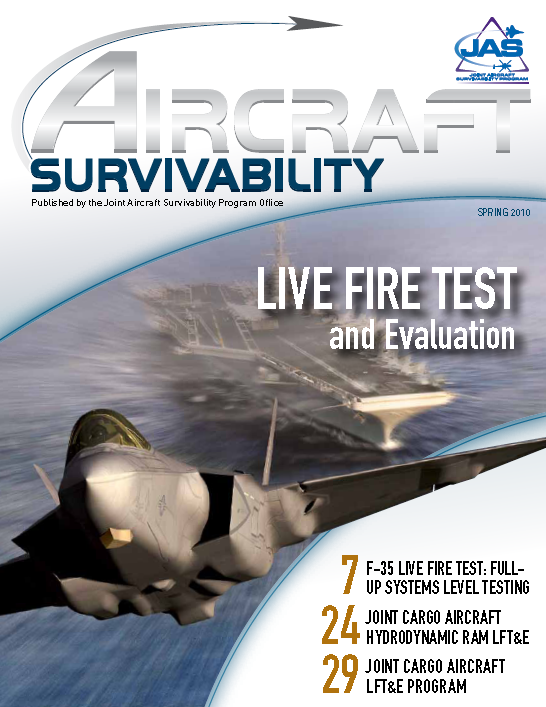 JAS
JOINT AIRCRAFT
SURVIVABILITY PROGRAM
AIRCRAFT
SURVIVABILITY
Published by the Joint Aircraft Survivability Program Office
SPRING 2010
LIVE FIRE TEST
and Evaluation
7 F-35 LIVE FIRE TEST: FULL-
UP SYSTEMS LEVEL TESTING
24 JOINT CARGO AIRCRAFT
HYDRODYNAMIC RAM LFT&E
29 JOINT CARGO AIRCRAFT
LFT&E PROGRAM